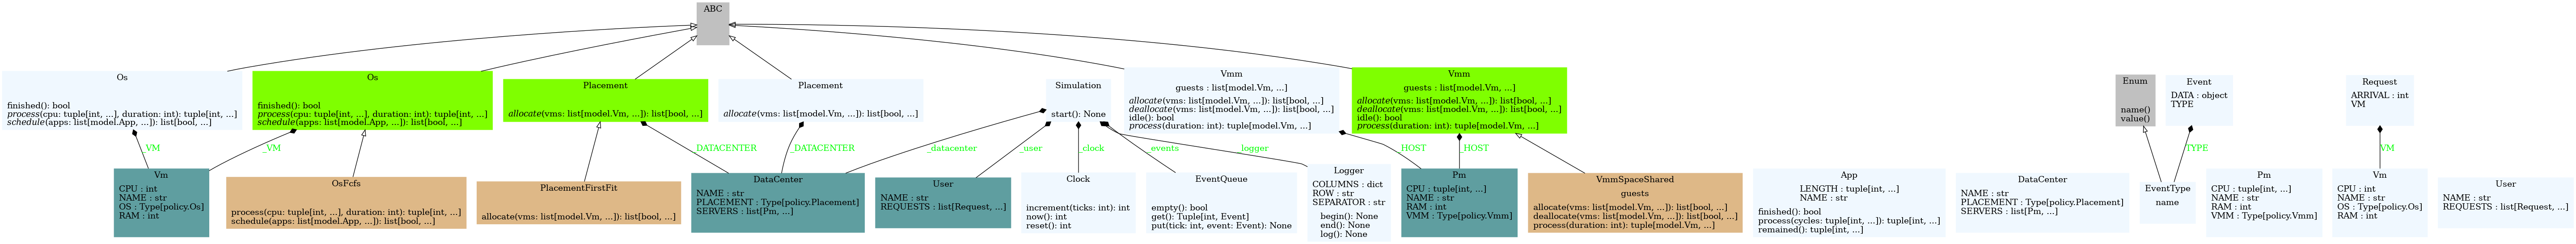 ABC
Os
finished(): bool
process(cpu: tuple[int, ...], duration: int): tuple[int, ...]
schedule(apps: list[model.App, ...]): list[bool, ...]
Os
finished(): bool
process(cpu: tuple[int, ...], duration: int): tuple[int, ...]
schedule(apps: list[model.App, ...]): list[bool, ...]
Placement
allocate(vms: list[model.Vm, ...]): list[bool, ...]
Placement
allocate(vms: list[model.Vm, ...]): list[bool, ...]
Simulation
start(): None
Vmm
guests : list[model.Vm, ...]
allocate(vms: list[model.Vm, ...]): list[bool, ...]
deallocate(vms: list[model.Vm, ...]): list[bool, ...]
idle(): bool
process(duration: int): tuple[model.Vm, ...]
Vmm
guests : list[model.Vm, ...]
allocate(vms: list[model.Vm, ...]): list[bool, ...]
deallocate(vms: list[model.Vm, ...]): list[bool, ...]
idle(): bool
process(duration: int): tuple[model.Vm, ...]
Enum
name()
value()
Event
DATA : object
TYPE
Request
ARRIVAL : int
VM
_VM
_VM
_DATACENTER
_DATACENTER
_datacenter
_user
_clock
_events
_logger
_HOST
_HOST
TYPE
VM
Vm
CPU : int
NAME : str
OS : Type[policy.Os]
RAM : int
OsFcfs
process(cpu: tuple[int, ...], duration: int): tuple[int, ...]
schedule(apps: list[model.App, ...]): list[bool, ...]
PlacementFirstFit
allocate(vms: list[model.Vm, ...]): list[bool, ...]
DataCenter
NAME : str
PLACEMENT : Type[policy.Placement]
SERVERS : list[Pm, ...]
User
NAME : str
REQUESTS : list[Request, ...]
Clock
increment(ticks: int): int
now(): int
reset(): int
EventQueue
empty(): bool
get(): Tuple[int, Event]
put(tick: int, event: Event): None
Logger
COLUMNS : dict
ROW : str
SEPARATOR : str
begin(): None
end(): None
log(): None
Pm
CPU : tuple[int, ...]
NAME : str
RAM : int
VMM : Type[policy.Vmm]
VmmSpaceShared
guests
allocate(vms: list[model.Vm, ...]): list[bool, ...]
deallocate(vms: list[model.Vm, ...]): list[bool, ...]
process(duration: int): tuple[model.Vm, ...]
App
LENGTH : tuple[int, ...]
NAME : str
finished(): bool
process(cycles: tuple[int, ...]): tuple[int, ...]
remained(): tuple[int, ...]
DataCenter
NAME : str
PLACEMENT : Type[policy.Placement]
SERVERS : list[Pm, ...]
EventType
name
Pm
CPU : tuple[int, ...]
NAME : str
RAM : int
VMM : Type[policy.Vmm]
Vm
CPU : int
NAME : str
OS : Type[policy.Os]
RAM : int
User
NAME : str
REQUESTS : list[Request, ...]